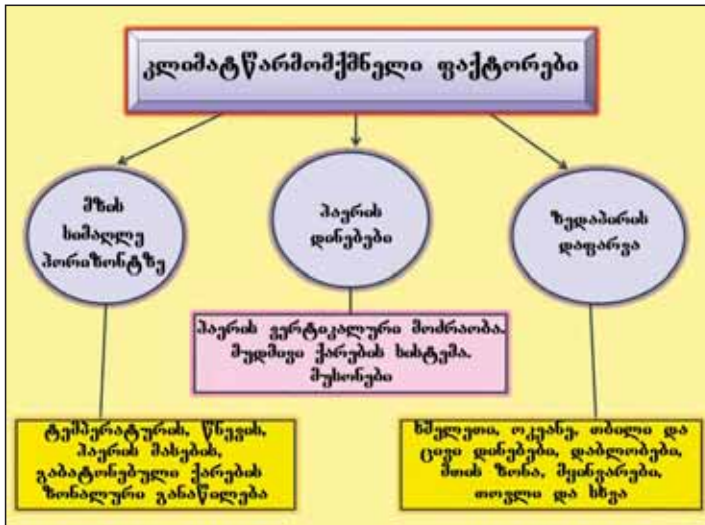 კლიმატწარმომქმნელი ფაქტორები
მზის
სიმაღლე
ჰორიზონტზე
ჰაერის
დინებები
ზედაპირის
დაფარვა
ჰაერის ვერტიკალური მოძრაობა.
მუდმივი ქარების სისტემა.
მუსონები
ტემპერატურის, წნევის,
ჰაერის მასების,
გაბატონებული ქარების
ზონალური განაწილება
ხმელეთი, ოკეანე, თბილი და
ცივი დინებები, დაბლობები,
მთის ზონა, მყინვარები,
თოვლი და სხვა